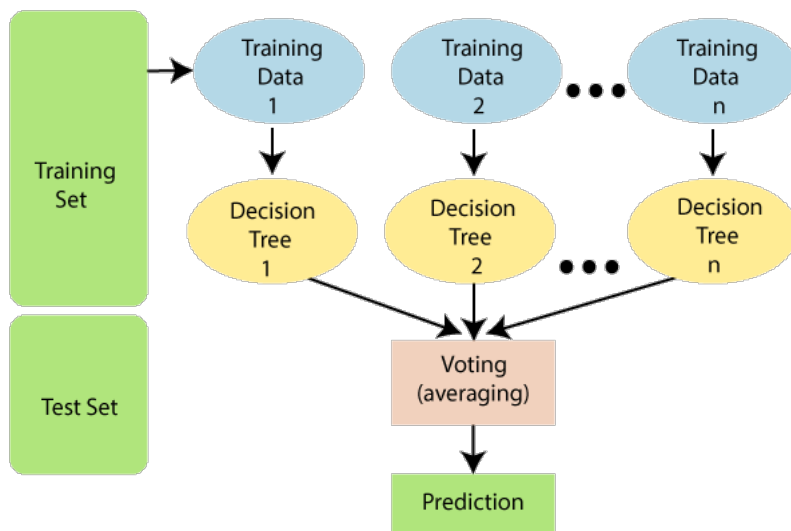 Training
Set
Test Set
Training
Data
1
Training
Data
2
Training
Data
n
Decision
Tree
1
Decision
Tree
2
Decision
Tree
n
Voting
(averaging)
Prediction